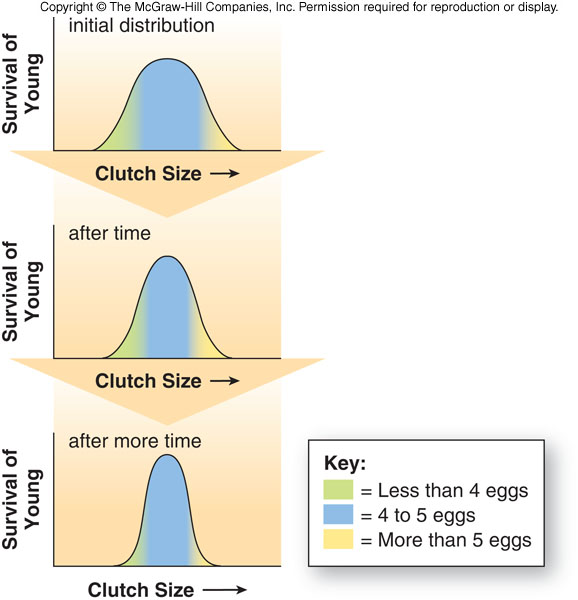 Copyright © The McGraw-Hill Companies, Inc. Permission required for reproduction or display.
initial distribution
Survival of
Young
Clutch Size →
after time
Survival of
Young
Clutch Size →
after more time
Survival of
Young
Clutch Size →
Key:
= Less than 4 eggs
= 4 to 5 eggs
= More than 5 eggs